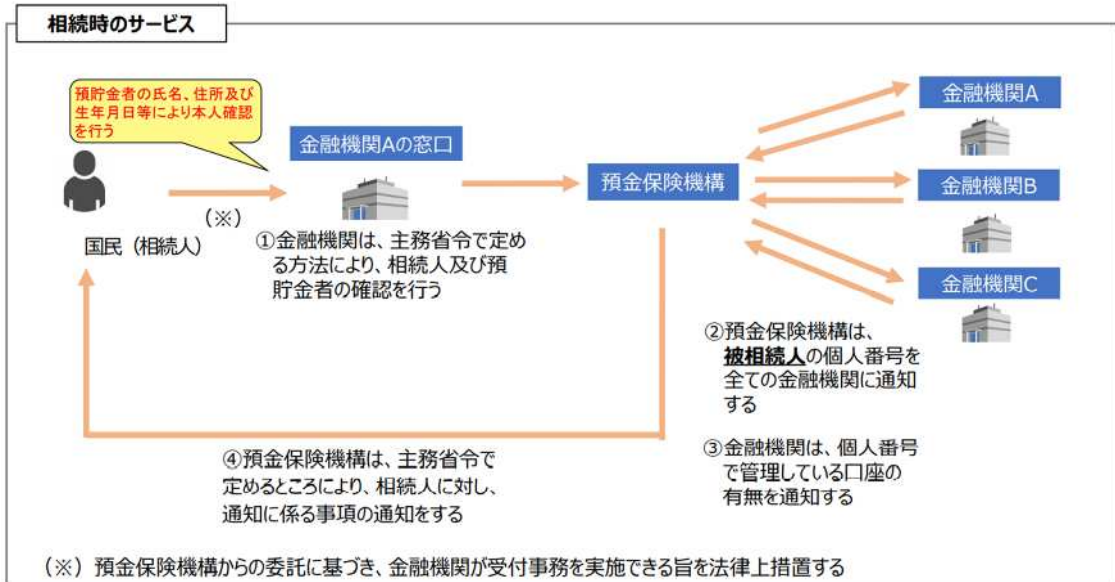 相続時のサービス
預貯金者の氏名、住所及び
生年月日等により本人確認
を行う
国民（相続人）
（※）
金融機関Aの窓口
①金融機関は、主務省令で定め
る方法により、相続人及び預
貯金者の確認を行う
預金保険機構
金融機関A
金融機関B
金融機関C
②預金保険機構は、
被相続人の個人番号を
全ての金融機関に通知
する
③金融機関は、個人番号
で管理している口座の
有無を通知する
④預金保険機構は、主務省令で
定めるところにより、相続人に対し、
通知に係る事項の通知をする
（※）預金保険機構からの委託に基づき、金融機関が受付事務を実施できる旨を法律上措置する